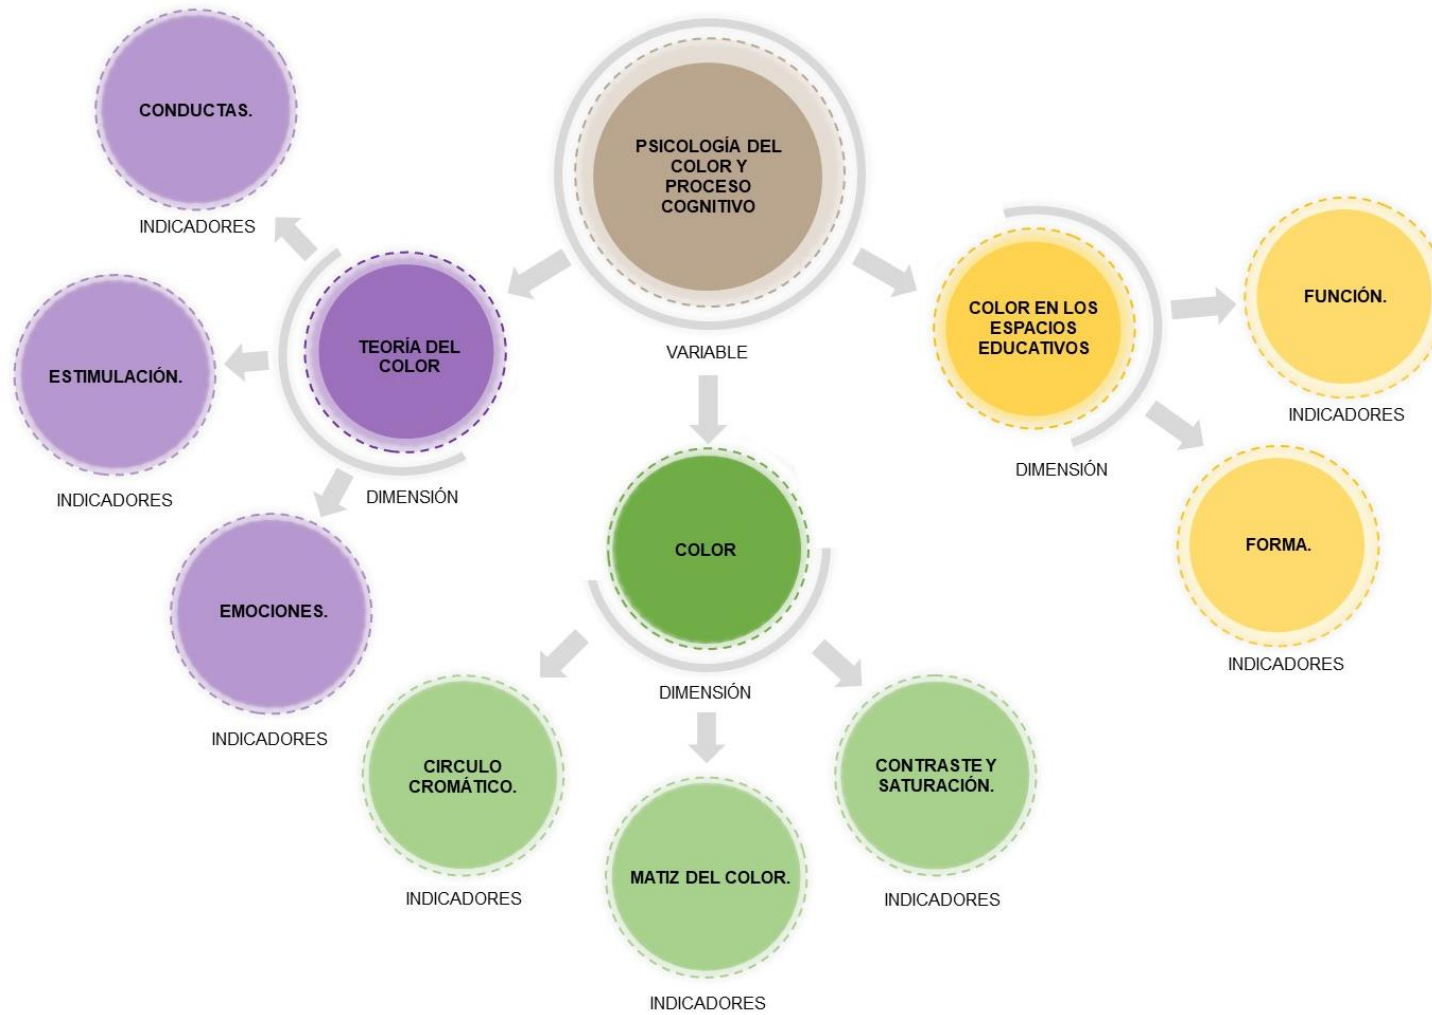 PSICOLOGÍA DEL
COLOR Y
PROCESO
COGNITIVO
VARIABLE
TEORÍA DEL
COLOR
DIMENSIÓN
CONDUCTAS.
INDICADORES
ESTIMULACIÓN.
INDICADORES
EMOCIONES.
INDICADORES
COLOR
DIMENSIÓN
CIRCULO
CROMÁTICO.
INDICADORES
MATIZ DEL COLOR.
INDICADORES
CONTRASTE Y
SATURACIÓN.
INDICADORES
COLOR EN LOS
ESPACIOS
EDUCATIVOS
DIMENSIÓN
FUNCIÓN.
INDICADORES
FORMA.
INDICADORES